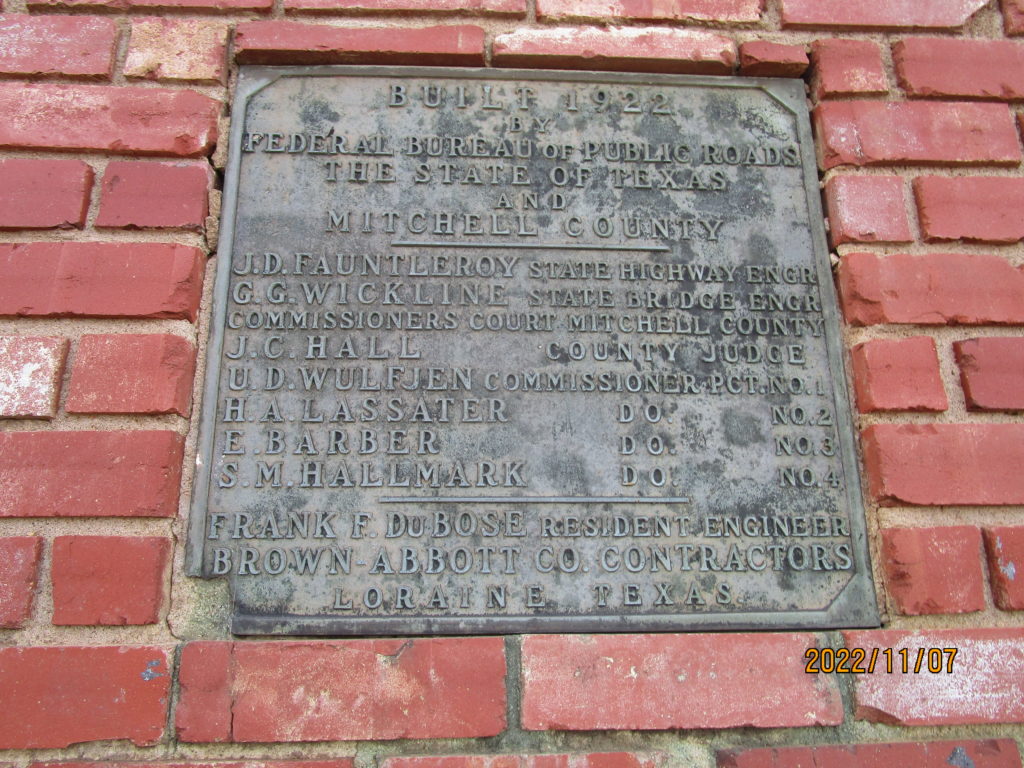 BUILT 1922
BY
FEDERAL BUREAU OF PUBLIC ROADS
THE STATE OF TEXAS
AND
MITCHELL COUNTY
J.D. FAUNTLEROY STATE HIGHWAY ENGR
G.G. WICKLINE STATE BRIDGE ENGR
COMMISSIONERS COURT MITCHELL COUNTY
J.C. HALL COUNTY JUDGE
U.D. WULFJEN COMMISSIONER PCT. NO. 1
H.A. LASSATER DO. NO. 2
E. BARBER DO. NO. 3
S.M. HALLMARK DO. NO. 4
FRANK F. DuBOSE RESIDENT ENGINEER
BROWN-ABBOTT CO. CONTRACTORS
LORAINE TEXAS
2022/11/07